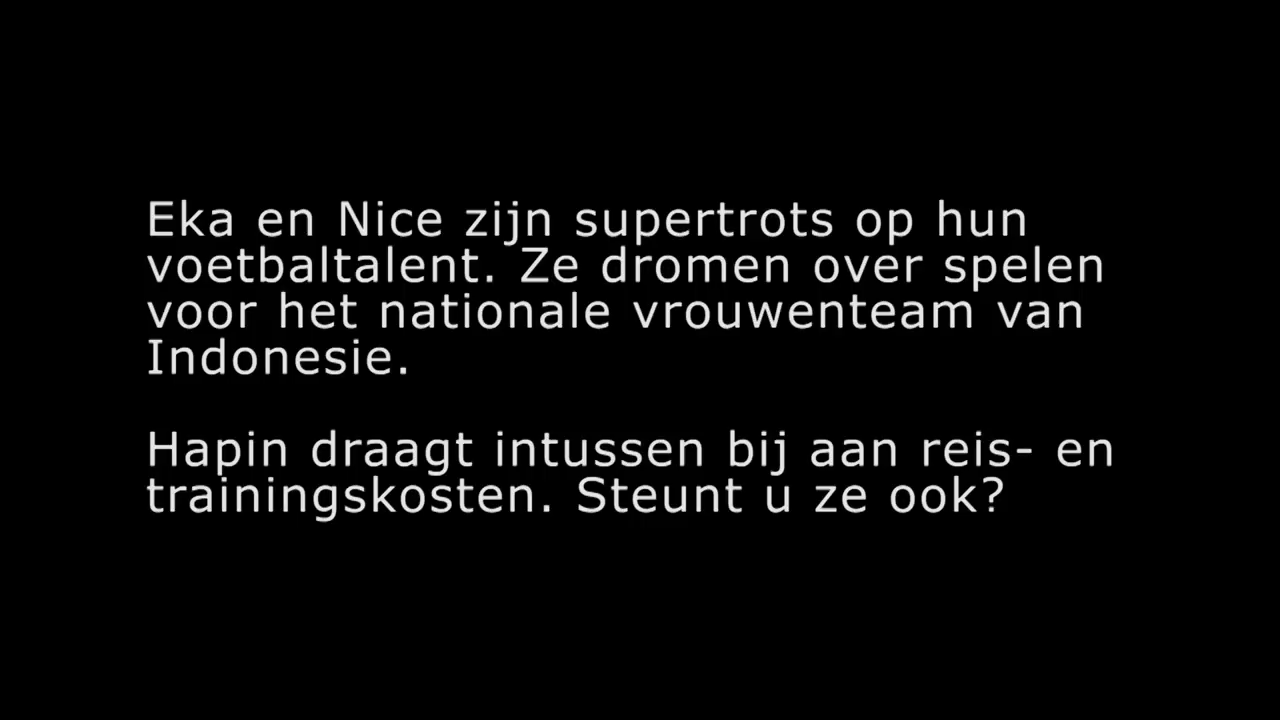 Eka en Nice zijn supertrots op hun
voetbaltalent. Ze dromen over spelen
voor het nationale vrouwenteam van
Indonesie.
Hapin draagt intussen bij aan reis- en
trainingskosten. Steunt u ze ook?